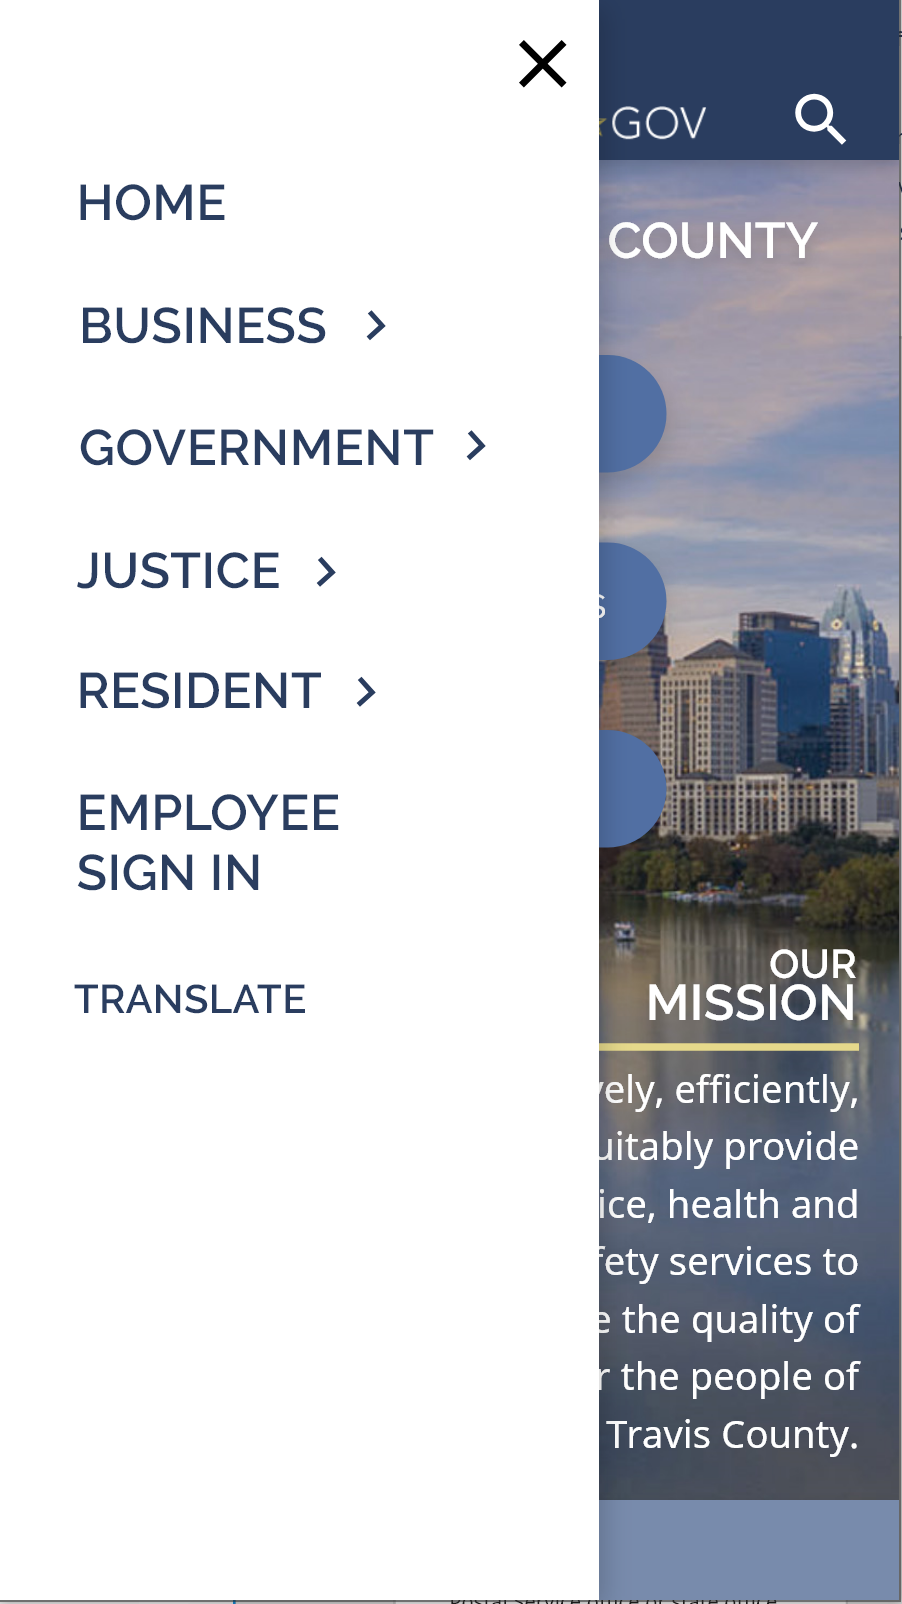 GOV
COUNTY
HOME
BUSINESS
GOVERNMENT
JUSTICE
RESIDENT
EMPLOYEE
SIGN IN
TRANSLATE
S
OUR
MISSION
vely, efficiently,
uitably provide
ice, health and
fety services to
e the quality of
r the people of
Travis County.